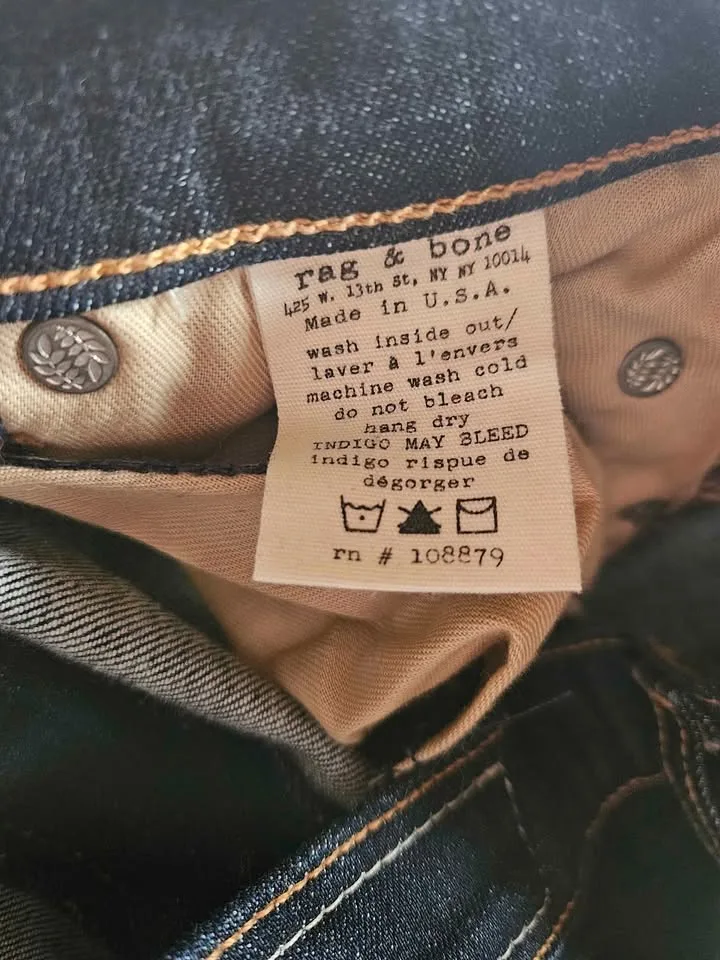 rag & bone
425 W. 13th St, NY NY 10014
Made in U.S.A.
wash inside out/
laver à l'envers
machine wash cold
do not bleach
hang dry
INDIGO MAY BLEED
indigo rispue de
dégorger
rn # 108879